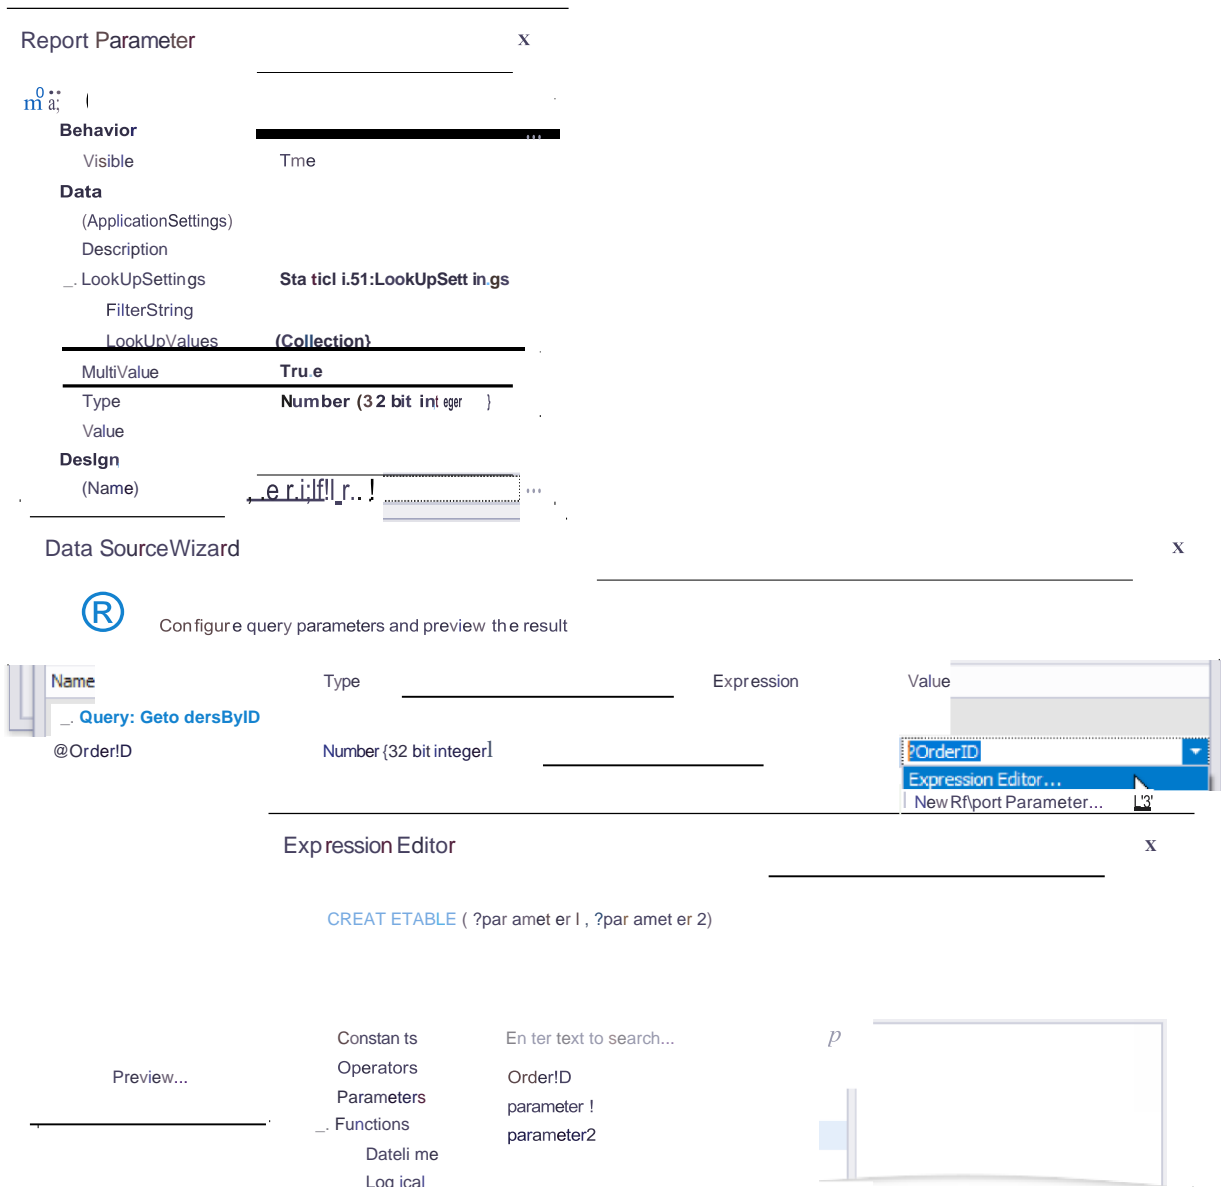 Report Parameter x
Behavior
Visible Tme
Data
(ApplicationSettings)
Description
_. LookUpSettings Sta ticl i.51:LookUpSett in.gs
FilterString
LookUpValues (Collection}
MultiValue Tru.e
Type Number (3 2 bit int eger }
Value
Design
(Name)
Data SourceWizard x
®
Configure query parameters and preview the result
Name Type Expression Value
_. Query: Geto dersByID
@Order!D Number {32 bit integerl ?OrderID
Expression Editor...
New Rf\port Parameter...
Expression Editor x
CREAT ETABLE ( ?par amet er l , ?par amet er 2)
Constan ts En ter text to search... p
Operators Order!D
Preview...
Parameters parameter !
_. Functions parameter2
Dateli me
Log ical